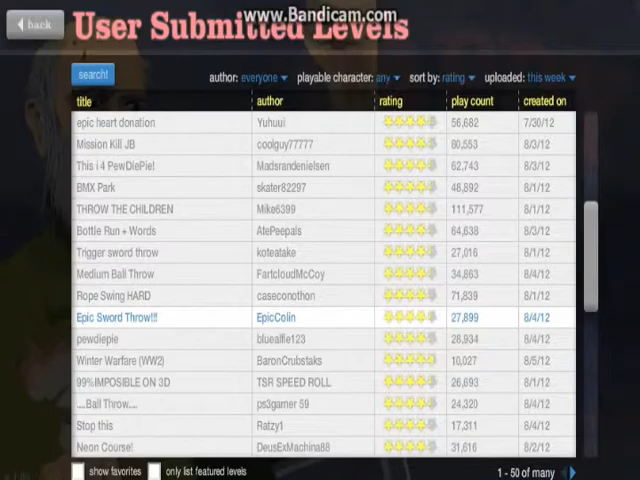 www.Bandicam.com
back
User Submitted Levels
search!
author: everyone playable character: any sort by: rating uploaded: this week
title author rating play count created on
epic heart donation Yuhuui 56,682 7/30/12
Mission Kill JB coolguy77777 80,553 8/3/12
This i 4 PewDiePie! Madsrandenielsen 62,743 8/3/12
BMX Park skater82297 48,892 8/1/12
THROW THE CHILDREN Mike6399 111,577 8/1/12
Bottle Run + Words AtePeepals 64,638 8/3/12
Trigger sword throw koteatake 27,016 8/1/12
Medium Ball Throw FartcloudMcCoy 34,863 8/4/12
Rope Swing HARD caseconothon 71,839 8/1/12
Epic Sword Throw!!! EpicColin 27,899 8/4/12
pewdiepie bluealfie123 28,934 8/4/12
Winter Warfare (WW2) BaronCrubstaks 10,027 8/5/12
99%IMPOSIBLE ON 3D TSR SPEED ROLL 26,693 8/1/12
....Ball Throw.... ps3gamer 59 24,320 8/4/12
Stop this Ratzy1 17,311 8/4/12
Neon Course! DeusExMachina88 31,616 8/2/12
show favorites only list featured levels 1 - 50 of many